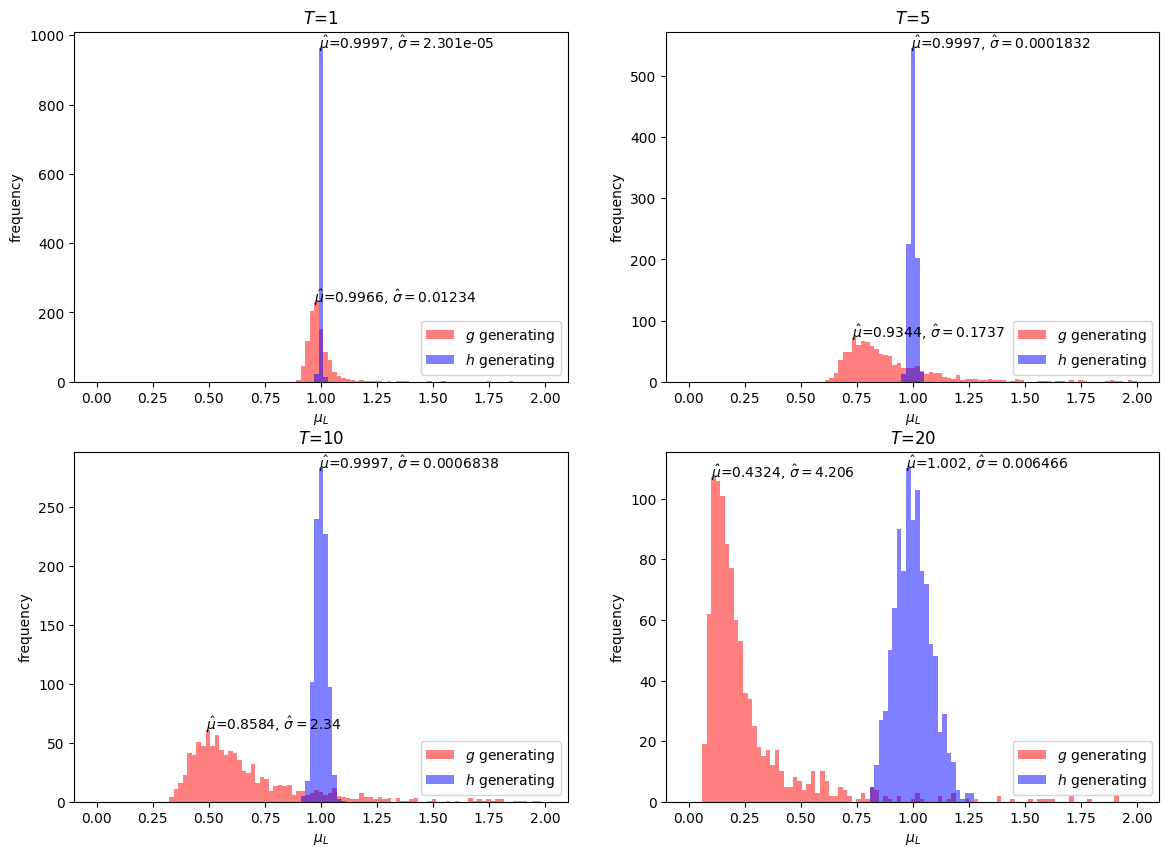 T=1
1000
800
600
400
200
0
frequency
μ̂=0.9997, σ̂ = 2.301e-05
μ̂=0.9966, σ̂ = 0.01234
g generating
h generating
0.00 0.25 0.50 0.75 1.00 1.25 1.50 1.75 2.00
μ_L
T=5
500
400
300
200
100
0
frequency
μ̂=0.9997, σ̂ = 0.0001832
μ̂=0.9344, σ̂ = 0.1737
g generating
h generating
0.00 0.25 0.50 0.75 1.00 1.25 1.50 1.75 2.00
μ_L
T=10
250
200
150
100
50
0
frequency
μ̂=0.9997, σ̂ = 0.0006838
μ̂=0.8584, σ̂ = 2.34
g generating
h generating
0.00 0.25 0.50 0.75 1.00 1.25 1.50 1.75 2.00
μ_L
T=20
100
80
60
40
20
0
frequency
μ̂=0.4324, σ̂ = 4.206
μ̂=1.002, σ̂ = 0.006466
g generating
h generating
0.00 0.25 0.50 0.75 1.00 1.25 1.50 1.75 2.00
μ_L